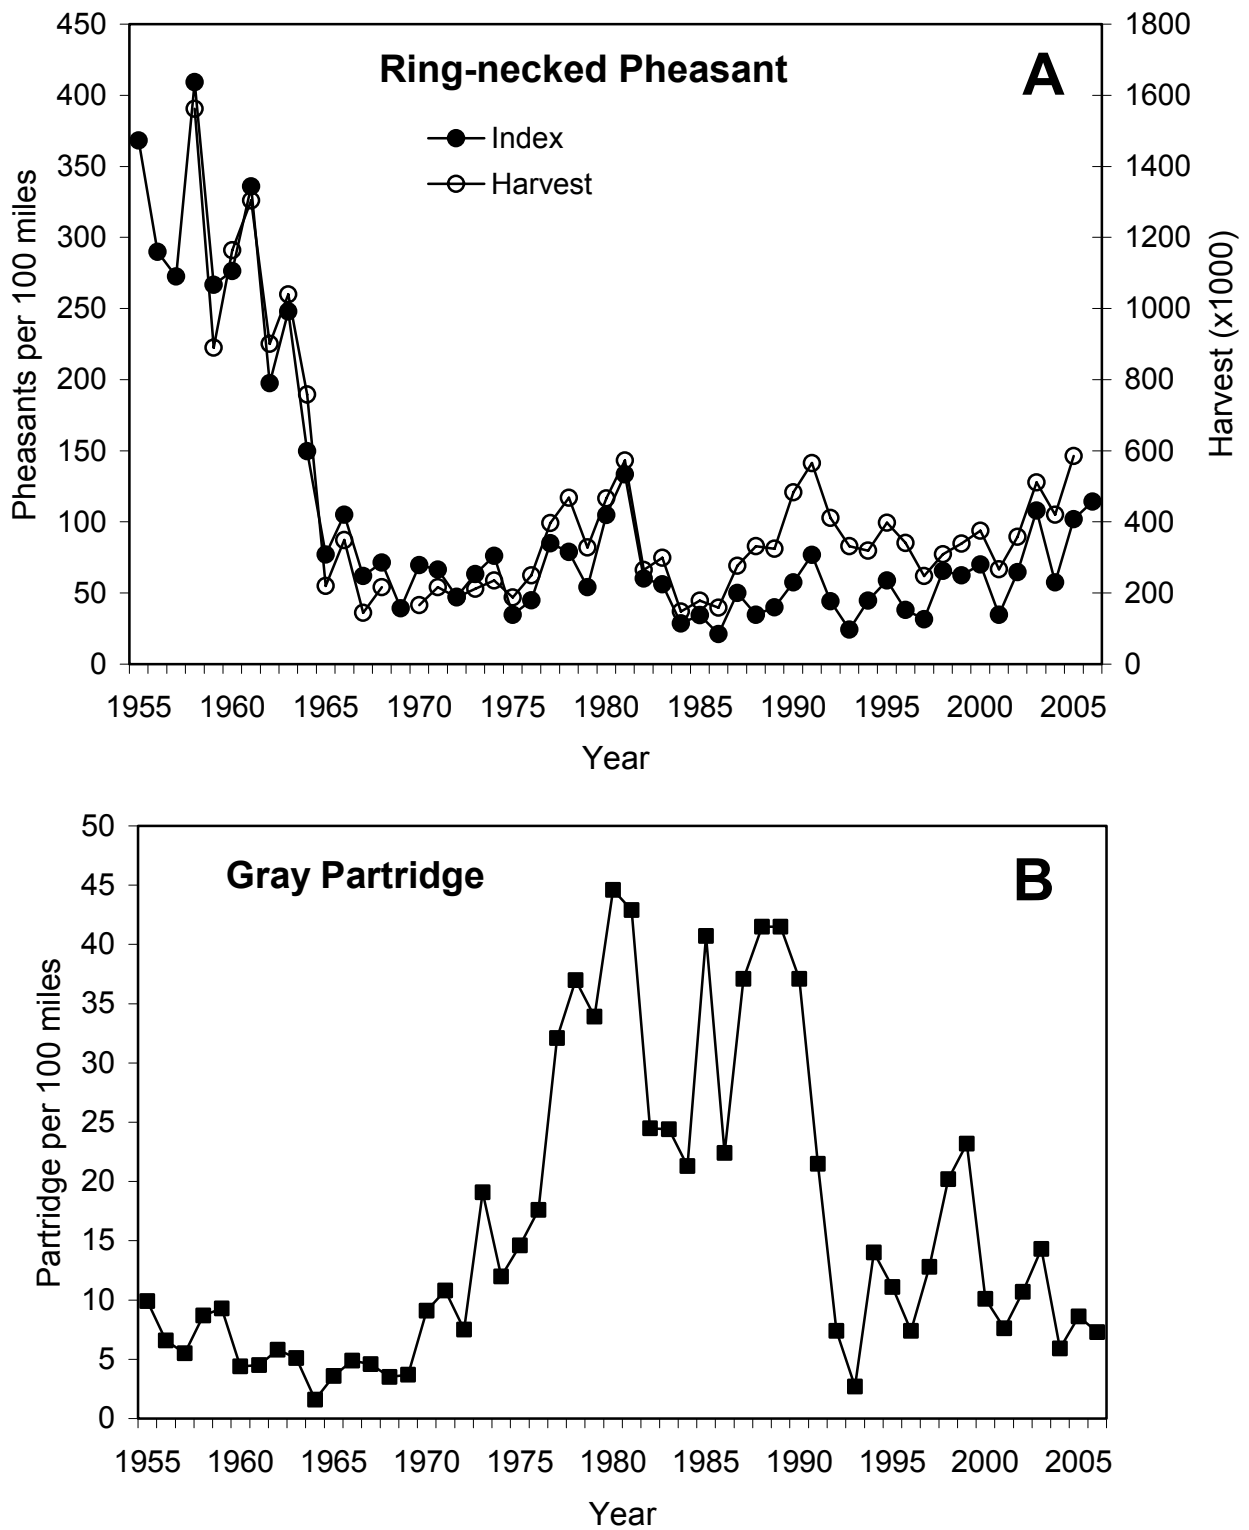 Ring-necked Pheasant
A
Index
Harvest
Pheasants per 100 miles
450
400
350
300
250
200
150
100
50
0
Harvest (x1000)
1800
1600
1400
1200
1000
800
600
400
200
0
1955 1960 1965 1970 1975 1980 1985 1990 1995 2000 2005
Year
Gray Partridge
B
Partridge per 100 miles
50
45
40
35
30
25
20
15
10
5
0
1955 1960 1965 1970 1975 1980 1985 1990 1995 2000 2005
Year